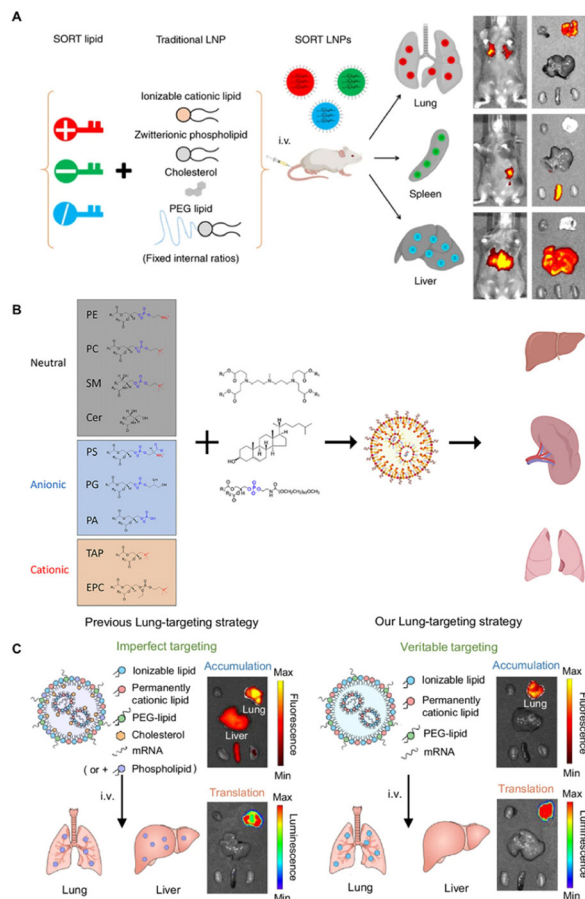 A
SORT lipid
Traditional LNP
SORT LNPs
Ionizable cationic lipid
Zwitterionic phospholipid
Cholesterol
PEG lipid
(Fixed internal ratios)
i.v.
Lung
Spleen
Liver
B
Neutral
PE
PC
SM
Cer
Anionic
PS
PG
PA
Cationic
TAP
EPC
Previous Lung-targeting strategy
Our Lung-targeting strategy
C
Imperfect targeting
Ionizable lipid
Permanently
cationic lipid
PEG-lipid
Cholesterol
mRNA
( or + Phospholipid )
i.v.
Lung
Liver
Accumulation
Lung
Liver
Max
Fluorescence
Min
Translation
Max
Luminescence
Min
Veritable targeting
Ionizable lipid
Permanently
cationic lipid
PEG-lipid
mRNA
i.v.
Lung
Liver
Accumulation
Lung
Max
Fluorescence
Min
Translation
Max
Luminescence
Min